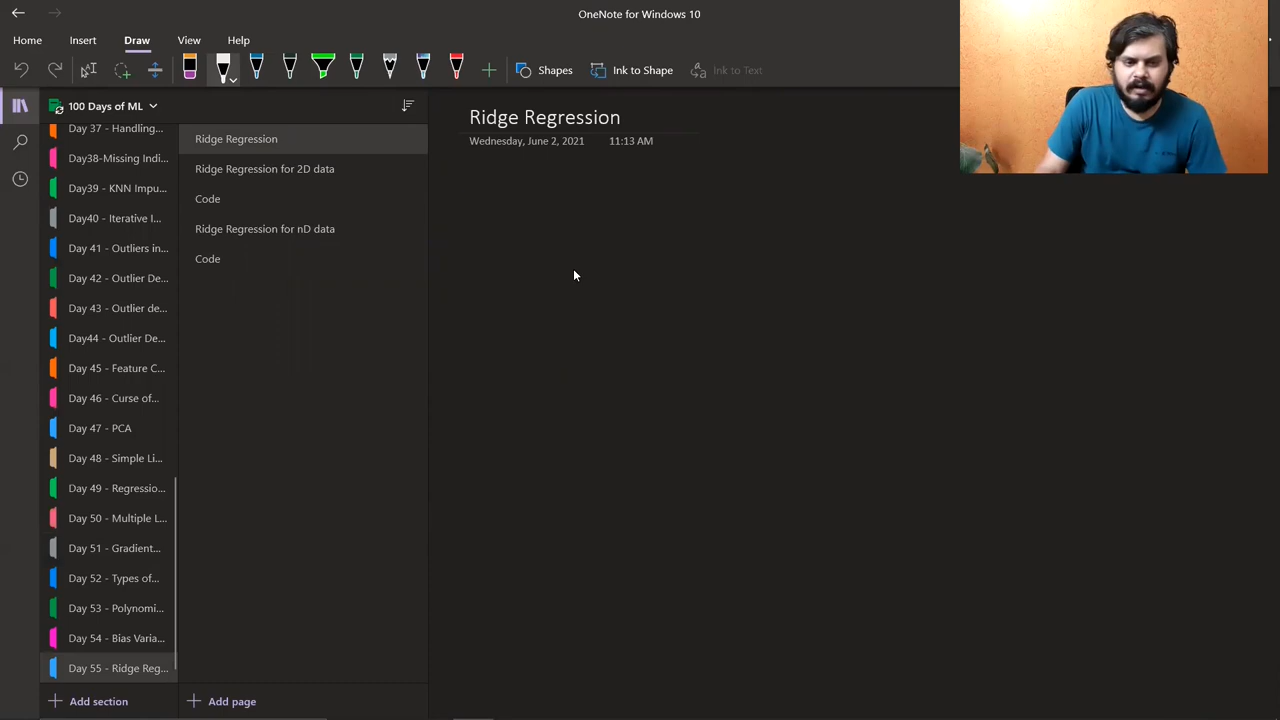 OneNote for Windows 10
Home
Insert
Draw
View
Help
Shapes
Ink to Shape
Ink to Text
100 Days of ML
Day 37 - Handling...
Day38-Missing Indi...
Day39 - KNN Impu...
Day40 - Iterative I...
Day 41 - Outliers in...
Day 42 - Outlier De...
Day 43 - Outlier de...
Day44 - Outlier De...
Day 45 - Feature C...
Day 46 - Curse of...
Day 47 - PCA
Day 48 - Simple Li...
Day 49 - Regressio...
Day 50 - Multiple L...
Day 51 - Gradient...
Day 52 - Types of...
Day 53 - Polynomi...
Day 54 - Bias Varia...
Day 55 - Ridge Reg...
Add section
Ridge Regression
Ridge Regression for 2D data
Code
Ridge Regression for nD data
Code
Add page
Ridge Regression
Wednesday, June 2, 2021
11:13 AM